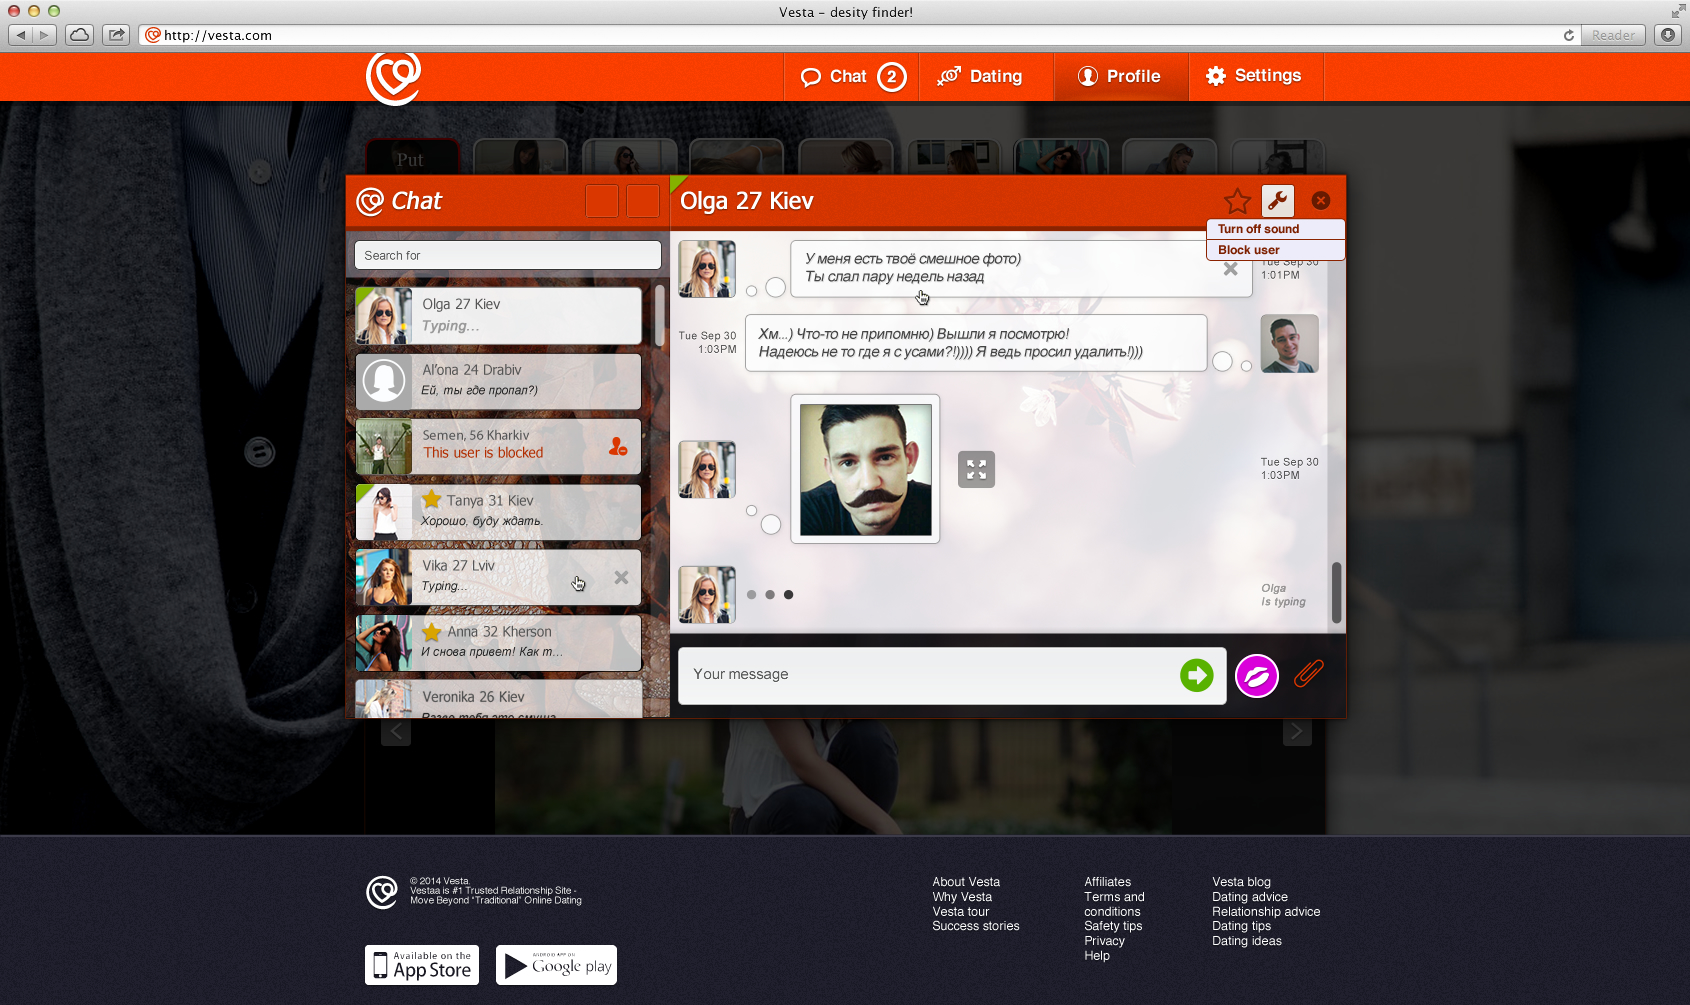 Vesta - desity finder!
http://vesta.com
Reader
Chat 2
Dating
Profile
Settings
Put
Chat
Search for
Olga 27 Kiev
Typing...
Al'ona 24 Drabiv
Ей, ты где пропал?)
Semen, 56 Kharkiv
This user is blocked
Tanya 31 Kiev
Хорошо, буду ждать.
Vika 27 Lviv
Typing...
Anna 32 Kherson
И снова привет! Как т...
Veronika 26 Kiev
Olga 27 Kiev
Turn off sound
Block user
У меня есть твоё смешное фото)
Ты слал пару недель назад
Tue Sep 30
1:01PM
Tue Sep 30
1:03PM
Хм...) Что-то не припомню) Вышли я посмотрю!
Надеюсь не то где я с усами?!)))) Я ведь просил удалить!)))
Tue Sep 30
1:03PM
Olga
Is typing
Your message
© 2014 Vesta.
Vestaa is #1 Trusted Relationship Site -
Move Beyond "Traditional" Online Dating
Available on the
App Store
ANDROID APP ON
Google play
About Vesta
Why Vesta
Vesta tour
Success stories
Affiliates
Terms and
conditions
Safety tips
Privacy
Help
Vesta blog
Dating advice
Relationship advice
Dating tips
Dating ideas